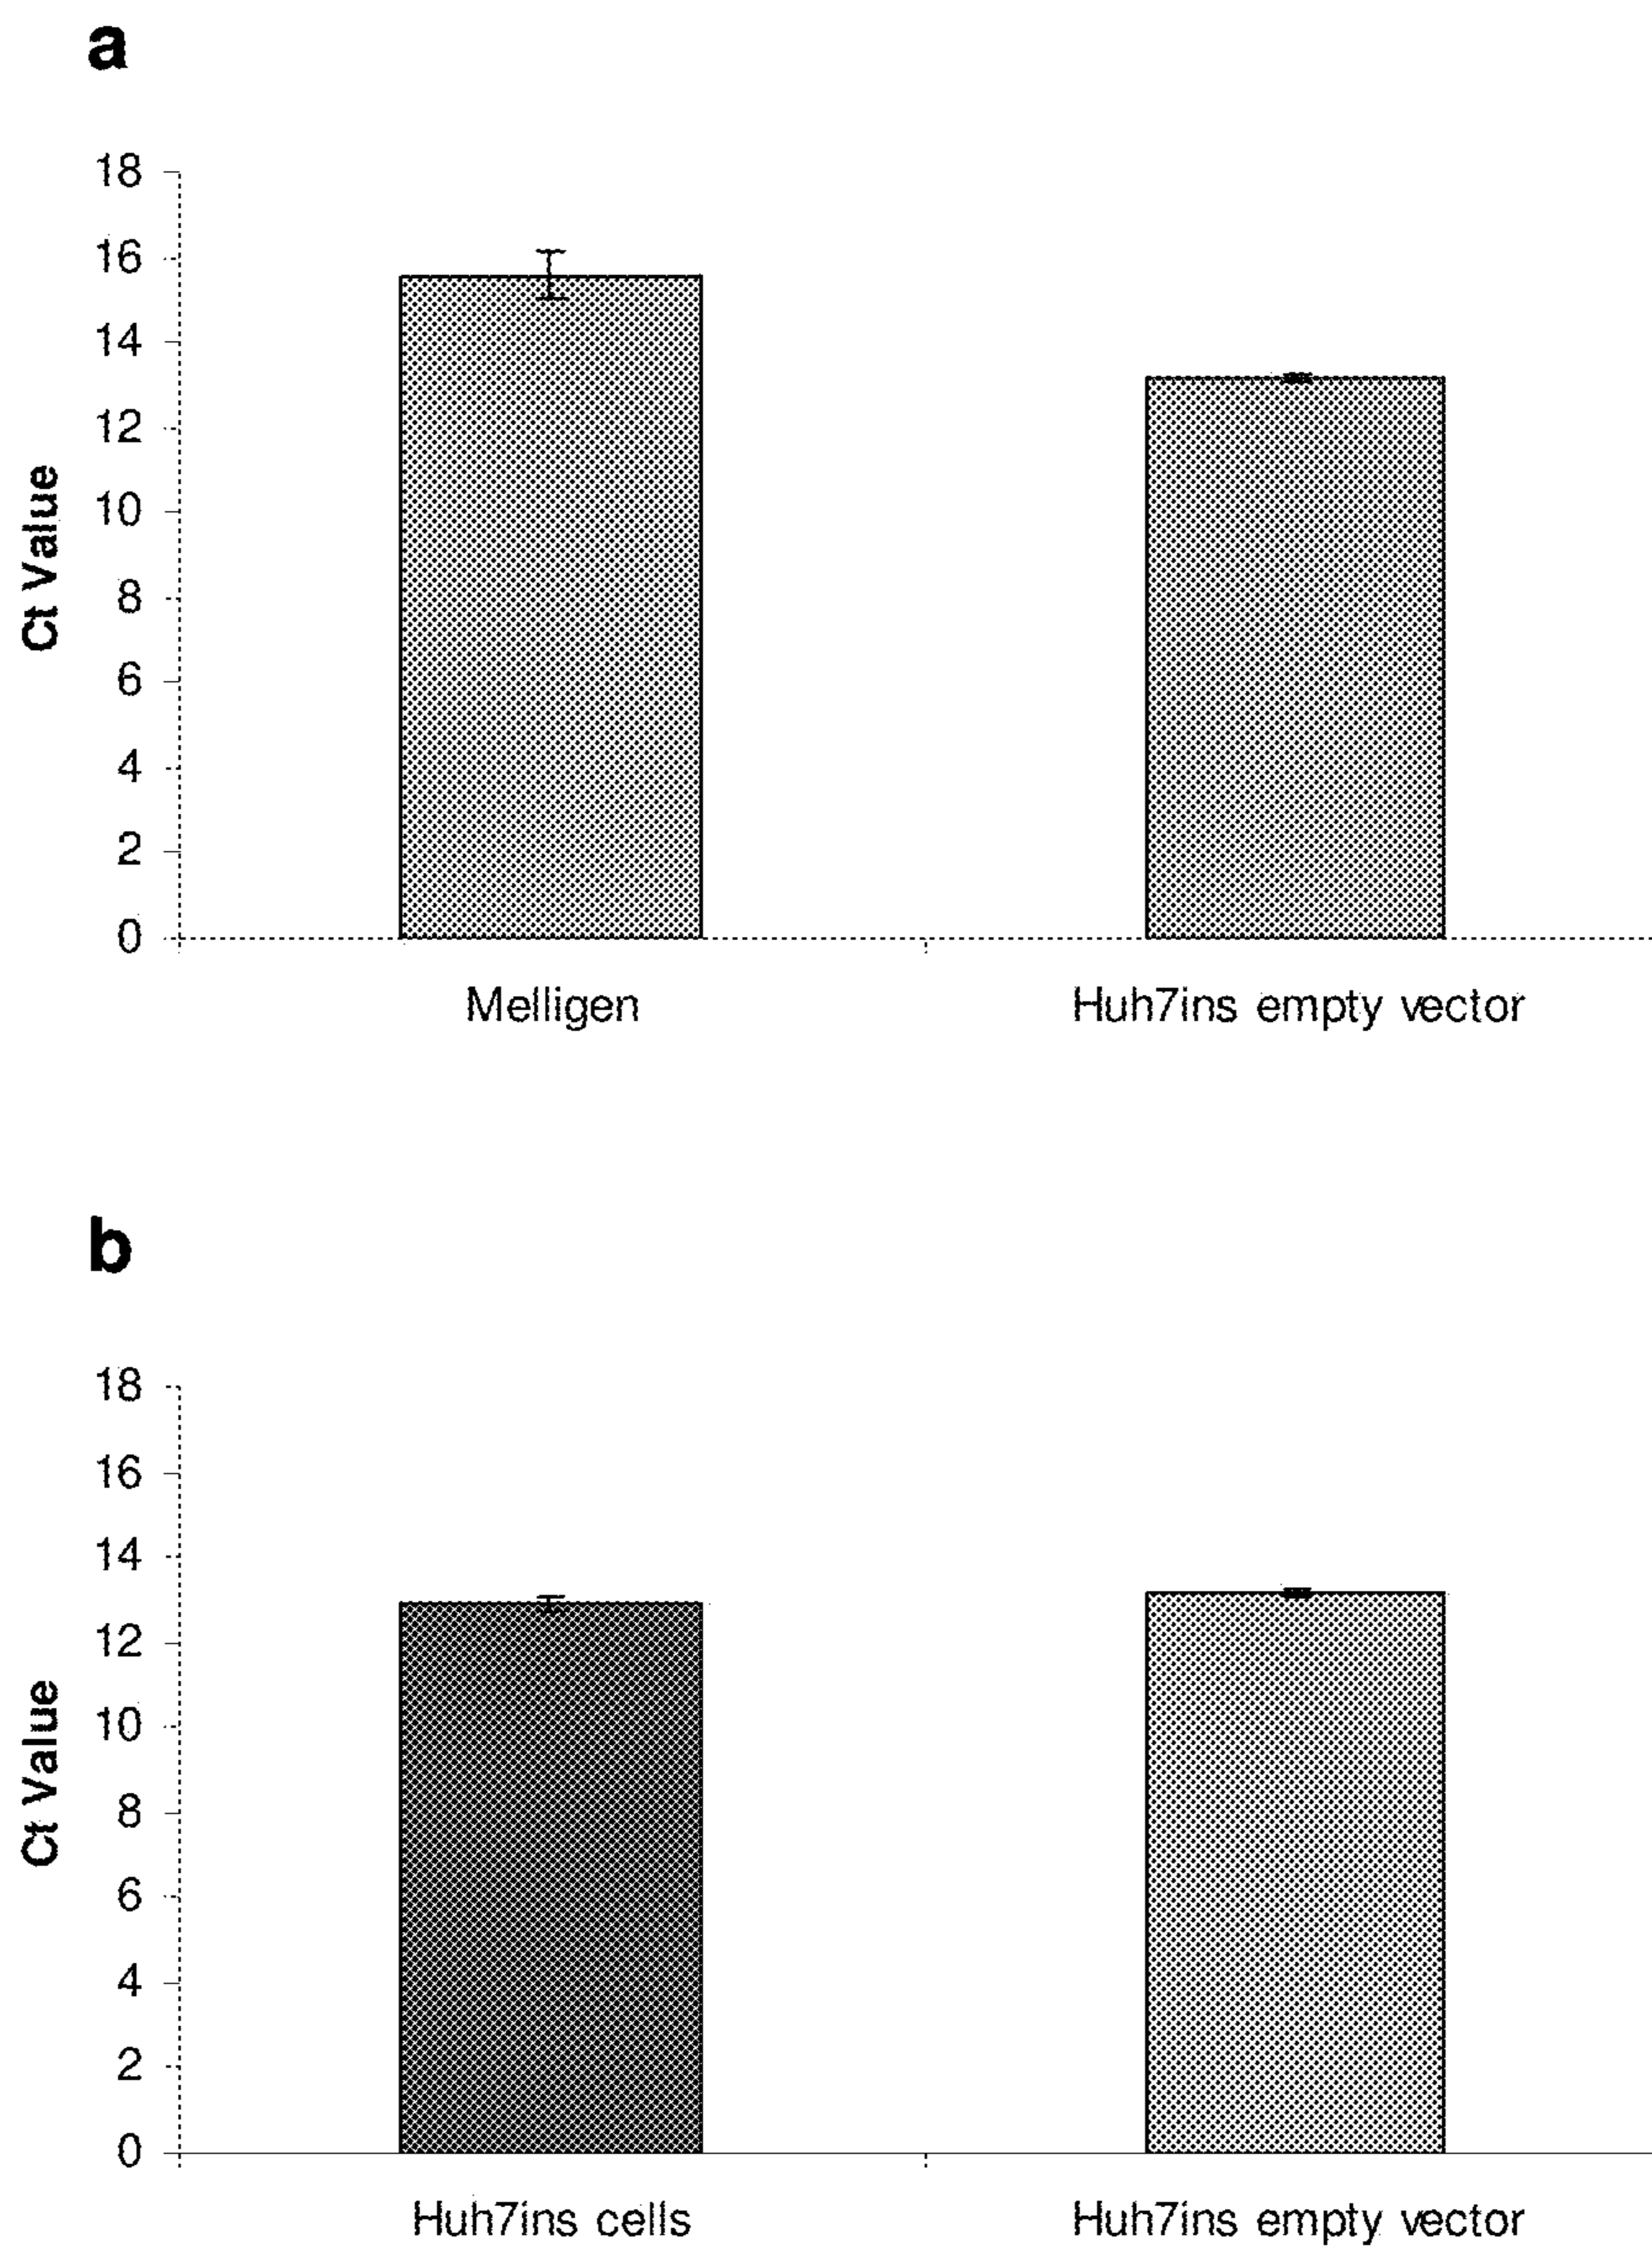 a
18
16
14
12
10
8
6
4
2
0
Ct Value
Melligen
Huh7ins empty vector
b
18
16
14
12
10
8
6
4
2
0
Ct Value
Huh7ins cells
Huh7ins empty vector